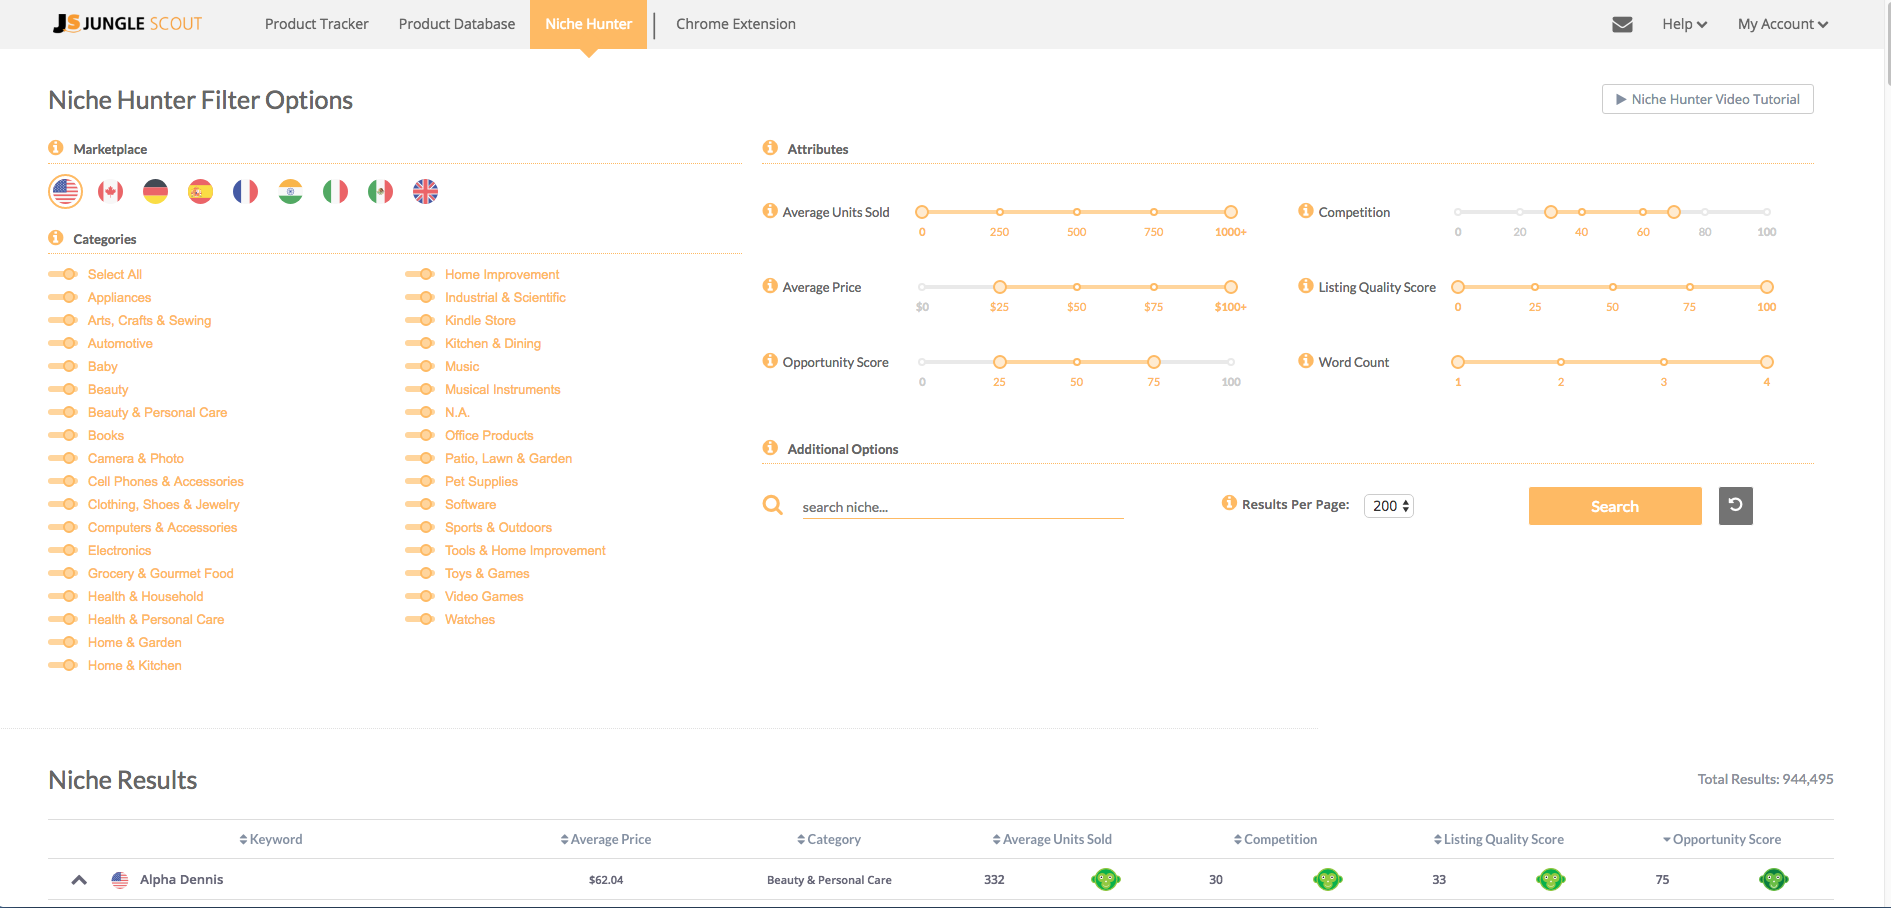 JS JUNGLE SCOUT Product Tracker Product Database Niche Hunter Chrome Extension Help My Account
Niche Hunter Filter Options
Niche Hunter Video Tutorial
Marketplace
Categories
Select All
Appliances
Arts, Crafts & Sewing
Automotive
Baby
Beauty
Beauty & Personal Care
Books
Camera & Photo
Cell Phones & Accessories
Clothing, Shoes & Jewelry
Computers & Accessories
Electronics
Grocery & Gourmet Food
Health & Household
Health & Personal Care
Home & Garden
Home & Kitchen
Home Improvement
Industrial & Scientific
Kindle Store
Kitchen & Dining
Music
Musical Instruments
N.A.
Office Products
Patio, Lawn & Garden
Pet Supplies
Software
Sports & Outdoors
Tools & Home Improvement
Toys & Games
Video Games
Watches
Attributes
Average Units Sold
0 250 500 750 1000+
Competition
0 20 40 60 80 100
Average Price
$0 $25 $50 $75 $100+
Listing Quality Score
0 25 50 75 100
Opportunity Score
0 25 50 75 100
Word Count
1 2 3 4
Additional Options
search niche...
Results Per Page: 200
Search
Niche Results
Total Results: 944,495
Keyword Average Price Category Average Units Sold Competition Listing Quality Score Opportunity Score
Alpha Dennis $62.04 Beauty & Personal Care 332 30 33 75